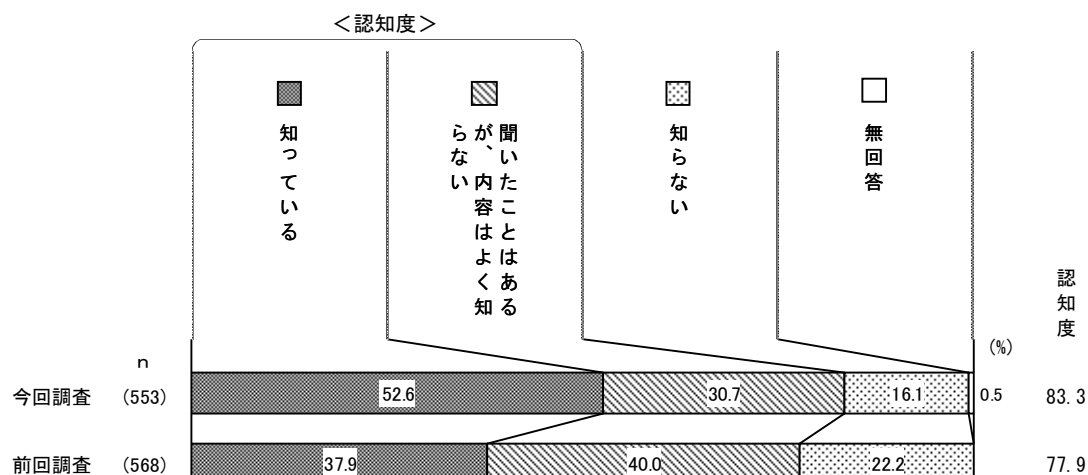 ＜認知度＞
知っている
聞いたことはある
が、内容はよく知
らない
知らない
無回答
認知度
(%)
n
今回調査 (553) 52.6 30.7 16.1 0.5 83.3
前回調査 (568) 37.9 40.0 22.2 77.9